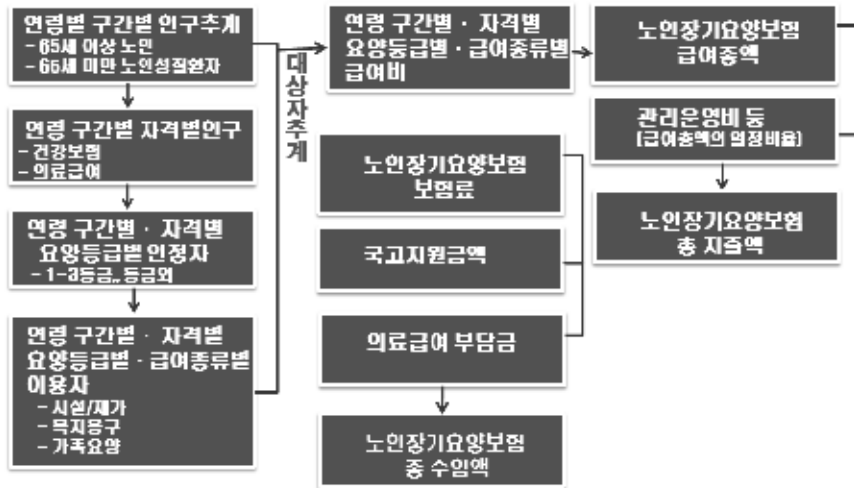 연령별 구간별 인구추계
- 65세 이상 노인
- 65세 미만 노인성질환자
연령 구간별 자격별인구
- 건강보험
- 의료급여
연령 구간별 · 자격별
요양등급별 인정자
- 1-3등급,, 등급외
연령 구간별 · 자격별
요양등급별 · 급여종류별
이용자
- 시설/재가
- 복지용구
- 가족요양
대상자추계
연령 구간별 · 자격별
요양등급별 · 급여종류별
급여비
노인장기요양보험
보험료
국고지원금액
의료급여 부담금
노인장기요양보험
총 수입액
노인장기요양보험
급여총액
관리운영비 등
(급여총액의 일정비율)
노인장기요양보험
총 지출액